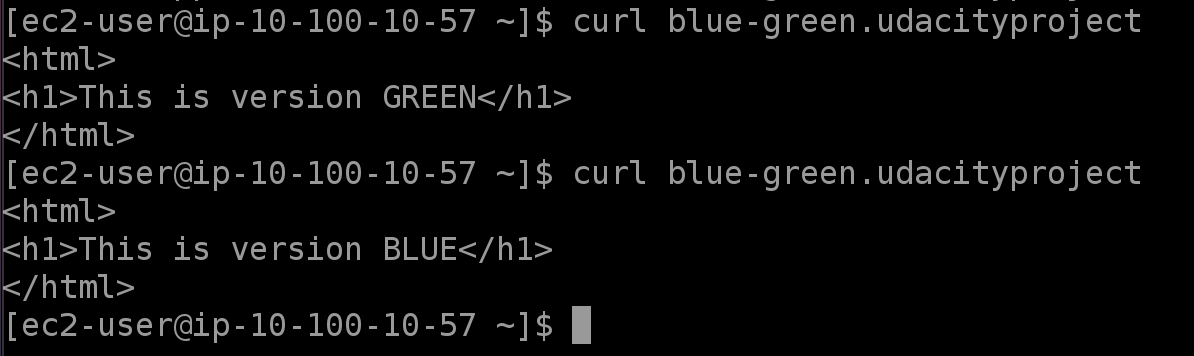 [ec2-user@ip-10-100-10-57 ~]$ curl blue-green.udacityproject
<html>
<h1>This is version GREEN</h1>
</html>
[ec2-user@ip-10-100-10-57 ~]$ curl blue-green.udacityproject
<html>
<h1>This is version BLUE</h1>
</html>
[ec2-user@ip-10-100-10-57 ~]$